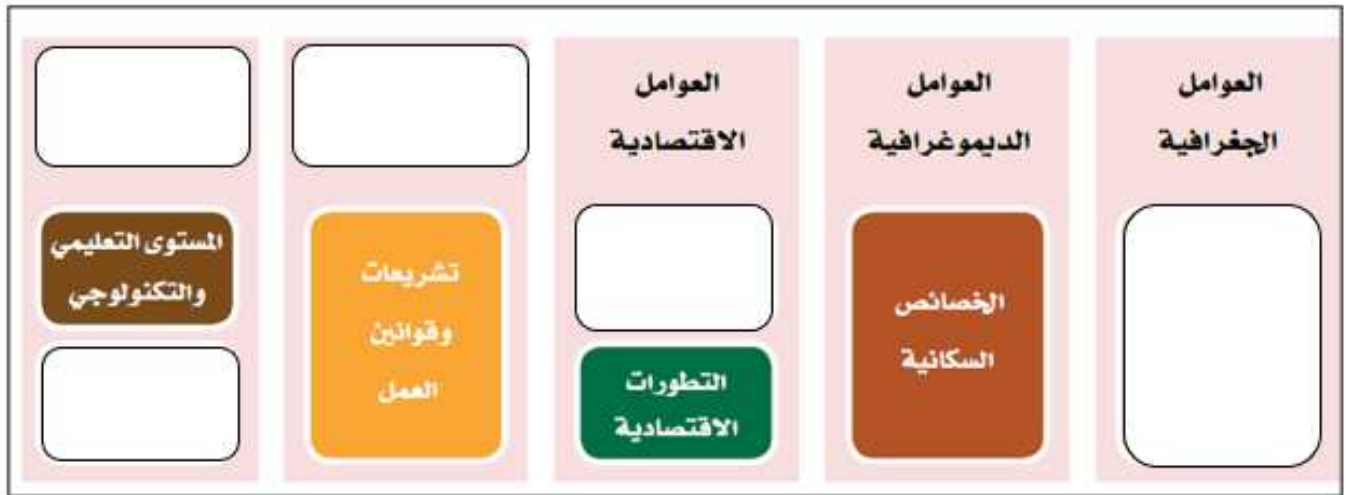 العوامل
الجغرافية
العوامل
الديموغرافية
الخصائص
السكانية
العوامل
الاقتصادية
التطورات
الاقتصادية
تشريعات
وقوانين
العمل
المستوى التعليمي
والتكنولوجي